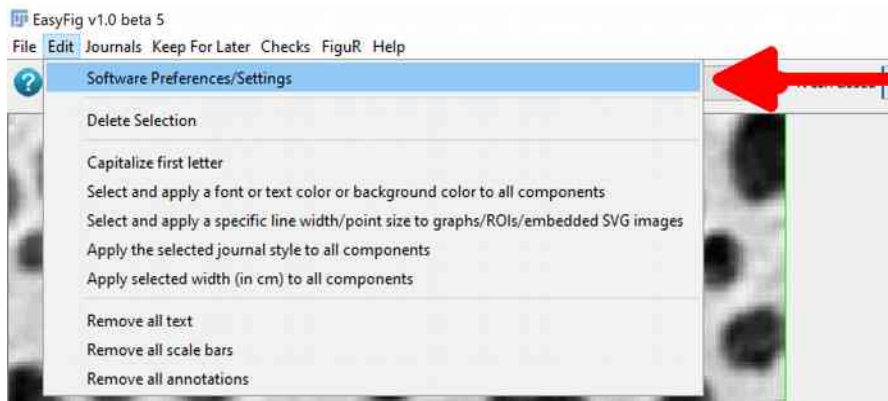 EasyFig v1.0 beta 5
File Edit Journals Keep For Later Checks FiguR Help
Software Preferences/Settings
Delete Selection
Capitalize first letter
Select and apply a font or text color or background color to all components
Select and apply a specific line width/point size to graphs/ROIs/embedded SVG images
Apply the selected journal style to all components
Apply selected width (in cm) to all components
Remove all text
Remove all scale bars
Remove all annotations